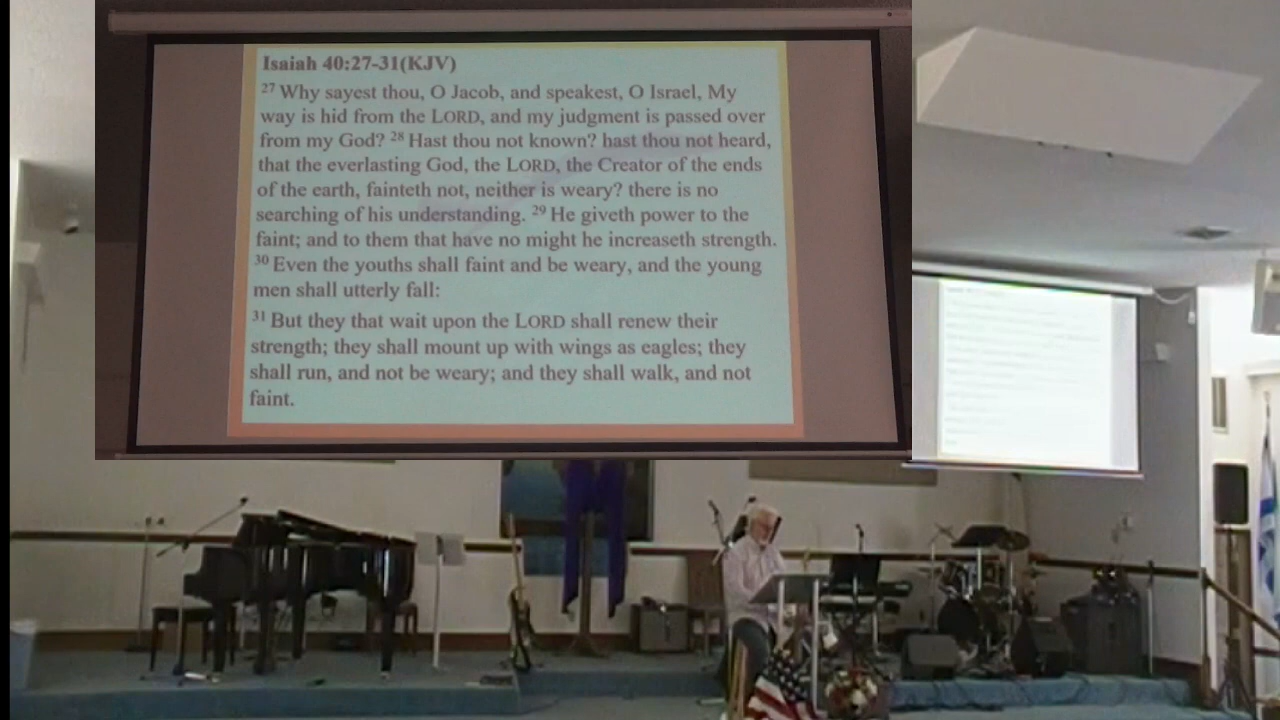 Isaiah 40:27-31(KJV)
27 Why sayest thou, O Jacob, and speakest, O Israel, My
way is hid from the LORD, and my judgment is passed over
from my God? 28 Hast thou not known? hast thou not heard,
that the everlasting God, the LORD, the Creator of the ends
of the earth, fainteth not, neither is weary? there is no
searching of his understanding. 29 He giveth power to the
faint; and to them that have no might he increaseth strength.
30 Even the youths shall faint and be weary, and the young
men shall utterly fall:
31 But they that wait upon the LORD shall renew their
strength; they shall mount up with wings as eagles; they
shall run, and not be weary; and they shall walk, and not
faint.